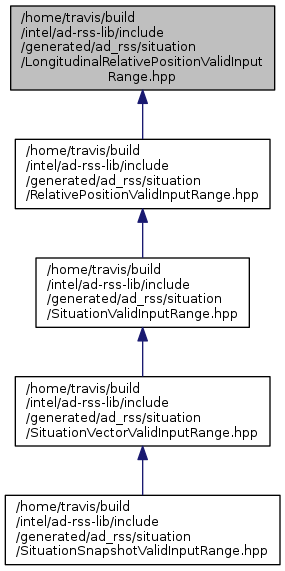 /home/travis/build
/intel/ad-rss-lib/include
/generated/ad_rss/situation
/LongitudinalRelativePositionValidInput
Range.hpp
/home/travis/build
/intel/ad-rss-lib/include
/generated/ad_rss/situation
/RelativePositionValidInputRange.hpp
/home/travis/build
/intel/ad-rss-lib/include
/generated/ad_rss/situation
/SituationValidInputRange.hpp
/home/travis/build
/intel/ad-rss-lib/include
/generated/ad_rss/situation
/SituationVectorValidInputRange.hpp
/home/travis/build
/intel/ad-rss-lib/include
/generated/ad_rss/situation
/SituationSnapshotValidInputRange.hpp